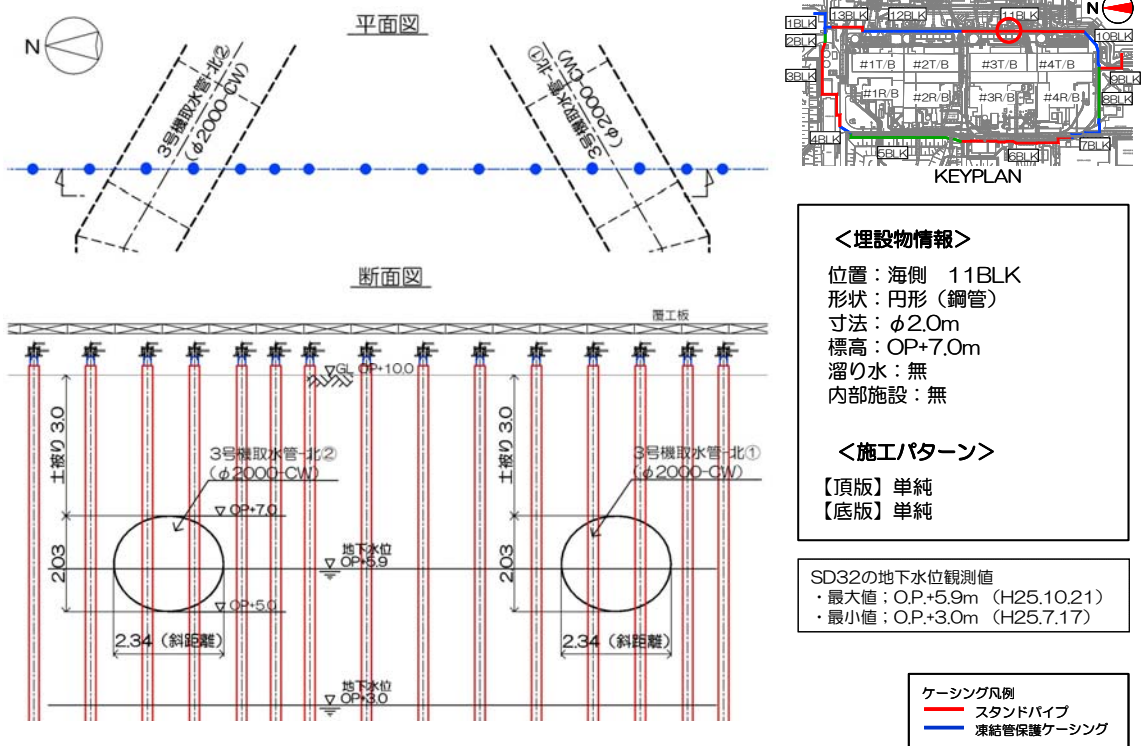 平面図
N
3号機取水管-北②
(φ2000-CW)
3号機取水管-北①
(φ2000-CW)
断面図
覆工板
GL OP+10.0
土被り 3.0
土被り 3.0
3号機取水管-北②
(φ2000-CW)
3号機取水管-北①
(φ2000-CW)
OP+7.0
2.03
2.03
地下水位
OP+5.9
OP+5.0
2.34 (斜距離)
2.34 (斜距離)
地下水位
OP+3.0
N
1BLK
13BLK
12BLK
11BLK
10BLK
2BLK
3BLK
#1T/B
#2T/B
#3T/B
#4T/B
9BLK
#1R/B
#2R/B
#3R/B
#4R/B
8BLK
4BLK
5BLK
6BLK
7BLK
KEYPLAN
<埋設物情報>
位置:海側 11BLK
形状:円形(鋼管)
寸法:φ2.0m
標高:OP+7.0m
溜り水:無
内部施設:無
<施工パターン>
【頂版】単純
【底版】単純
SD32の地下水位観測値
・最大値;O.P.+5.9m (H25.10.21)
・最小値;O.P.+3.0m (H25.7.17)
ケーシング凡例
スタンドパイプ
凍結管保護ケーシング